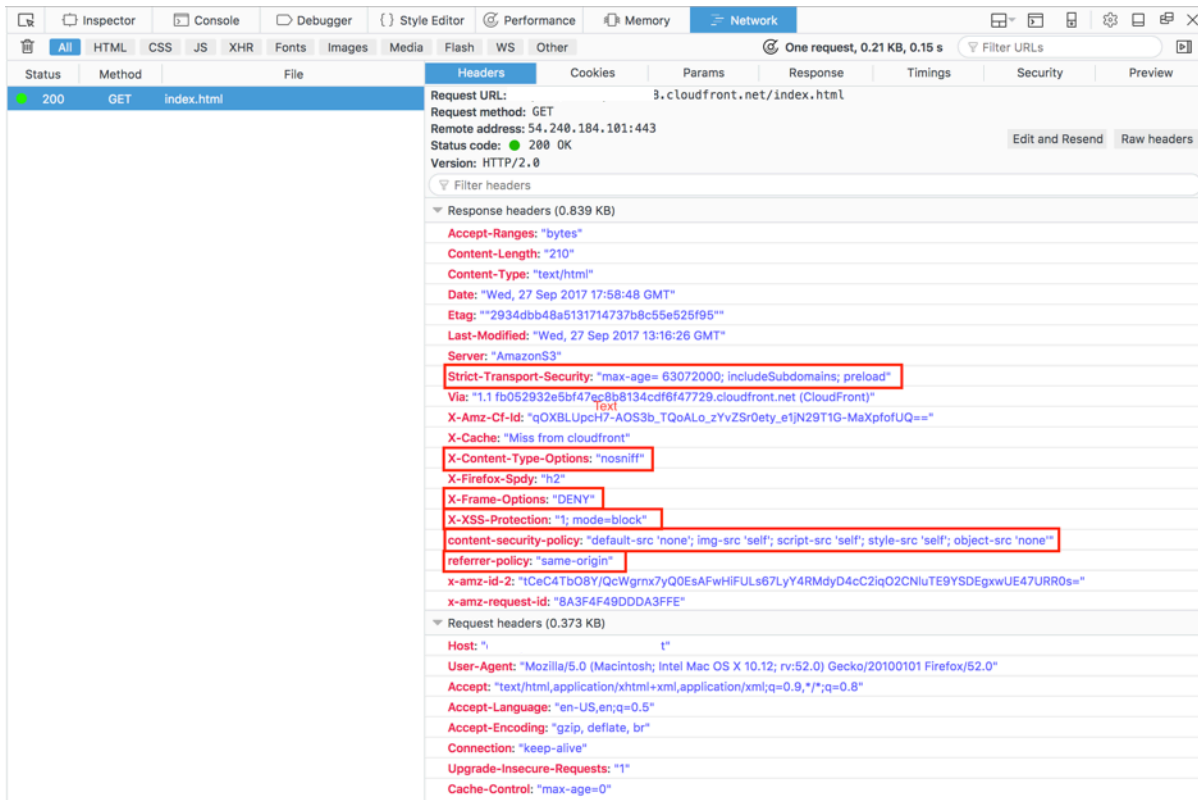 Inspector Console Debugger { } Style Editor Performance Memory Network
All HTML CSS JS XHR Fonts Images Media Flash WS Other One request, 0.21 KB, 0.15 s Filter URLs
Status Method File Headers Cookies Params Response Timings Security Preview
200 GET index.html
Request URL: 3.cloudfront.net/index.html
Request method: GET
Remote address: 54.240.184.101:443
Status code: 200 OK Edit and Resend Raw headers
Version: HTTP/2.0
Filter headers
Response headers (0.839 KB)
Accept-Ranges: "bytes"
Content-Length: "210"
Content-Type: "text/html"
Date: "Wed, 27 Sep 2017 17:58:48 GMT"
Etag: ""2934dbb48a5131714737b8c55e525f95""
Last-Modified: "Wed, 27 Sep 2017 13:16:26 GMT"
Server: "AmazonS3"
Strict-Transport-Security: "max-age= 63072000; includeSubdomains; preload"
Via: "1.1 fb052932e5bf47ec8b8134cdf6f47729.cloudfront.net (CloudFront)"
Text
X-Amz-Cf-Id: "qOXBLUpcH7-AOS3b_TQoALo_zYvZSr0ety_e1jN29T1G-MaXpfofUQ=="
X-Cache: "Miss from cloudfront"
X-Content-Type-Options: "nosniff"
X-Firefox-Spdy: "h2"
X-Frame-Options: "DENY"
X-XSS-Protection: "1; mode=block"
content-security-policy: "default-src 'none'; img-src 'self'; script-src 'self'; style-src 'self'; object-src 'none'"
referrer-policy: "same-origin"
x-amz-id-2: "tCeC4TbO8Y/QcWgrnx7yQ0EsAFwHiFULs67LyY4RMdyD4cC2iqO2CNluTE9YSDEgxwUE47URR0s="
x-amz-request-id: "8A3F4F49DDDA3FFE"
Request headers (0.373 KB)
Host: " t"
User-Agent: "Mozilla/5.0 (Macintosh; Intel Mac OS X 10.12; rv:52.0) Gecko/20100101 Firefox/52.0"
Accept: "text/html,application/xhtml+xml,application/xml;q=0.9,*/*;q=0.8"
Accept-Language: "en-US,en;q=0.5"
Accept-Encoding: "gzip, deflate, br"
Connection: "keep-alive"
Upgrade-Insecure-Requests: "1"
Cache-Control: "max-age=0"